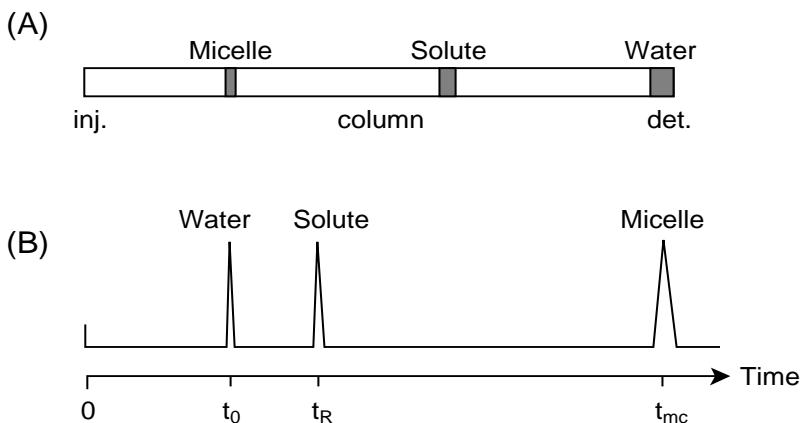 (A)
Micelle Solute Water
inj. column det.
(B)
Water Solute Micelle
Time
0 t₀ tR tmc